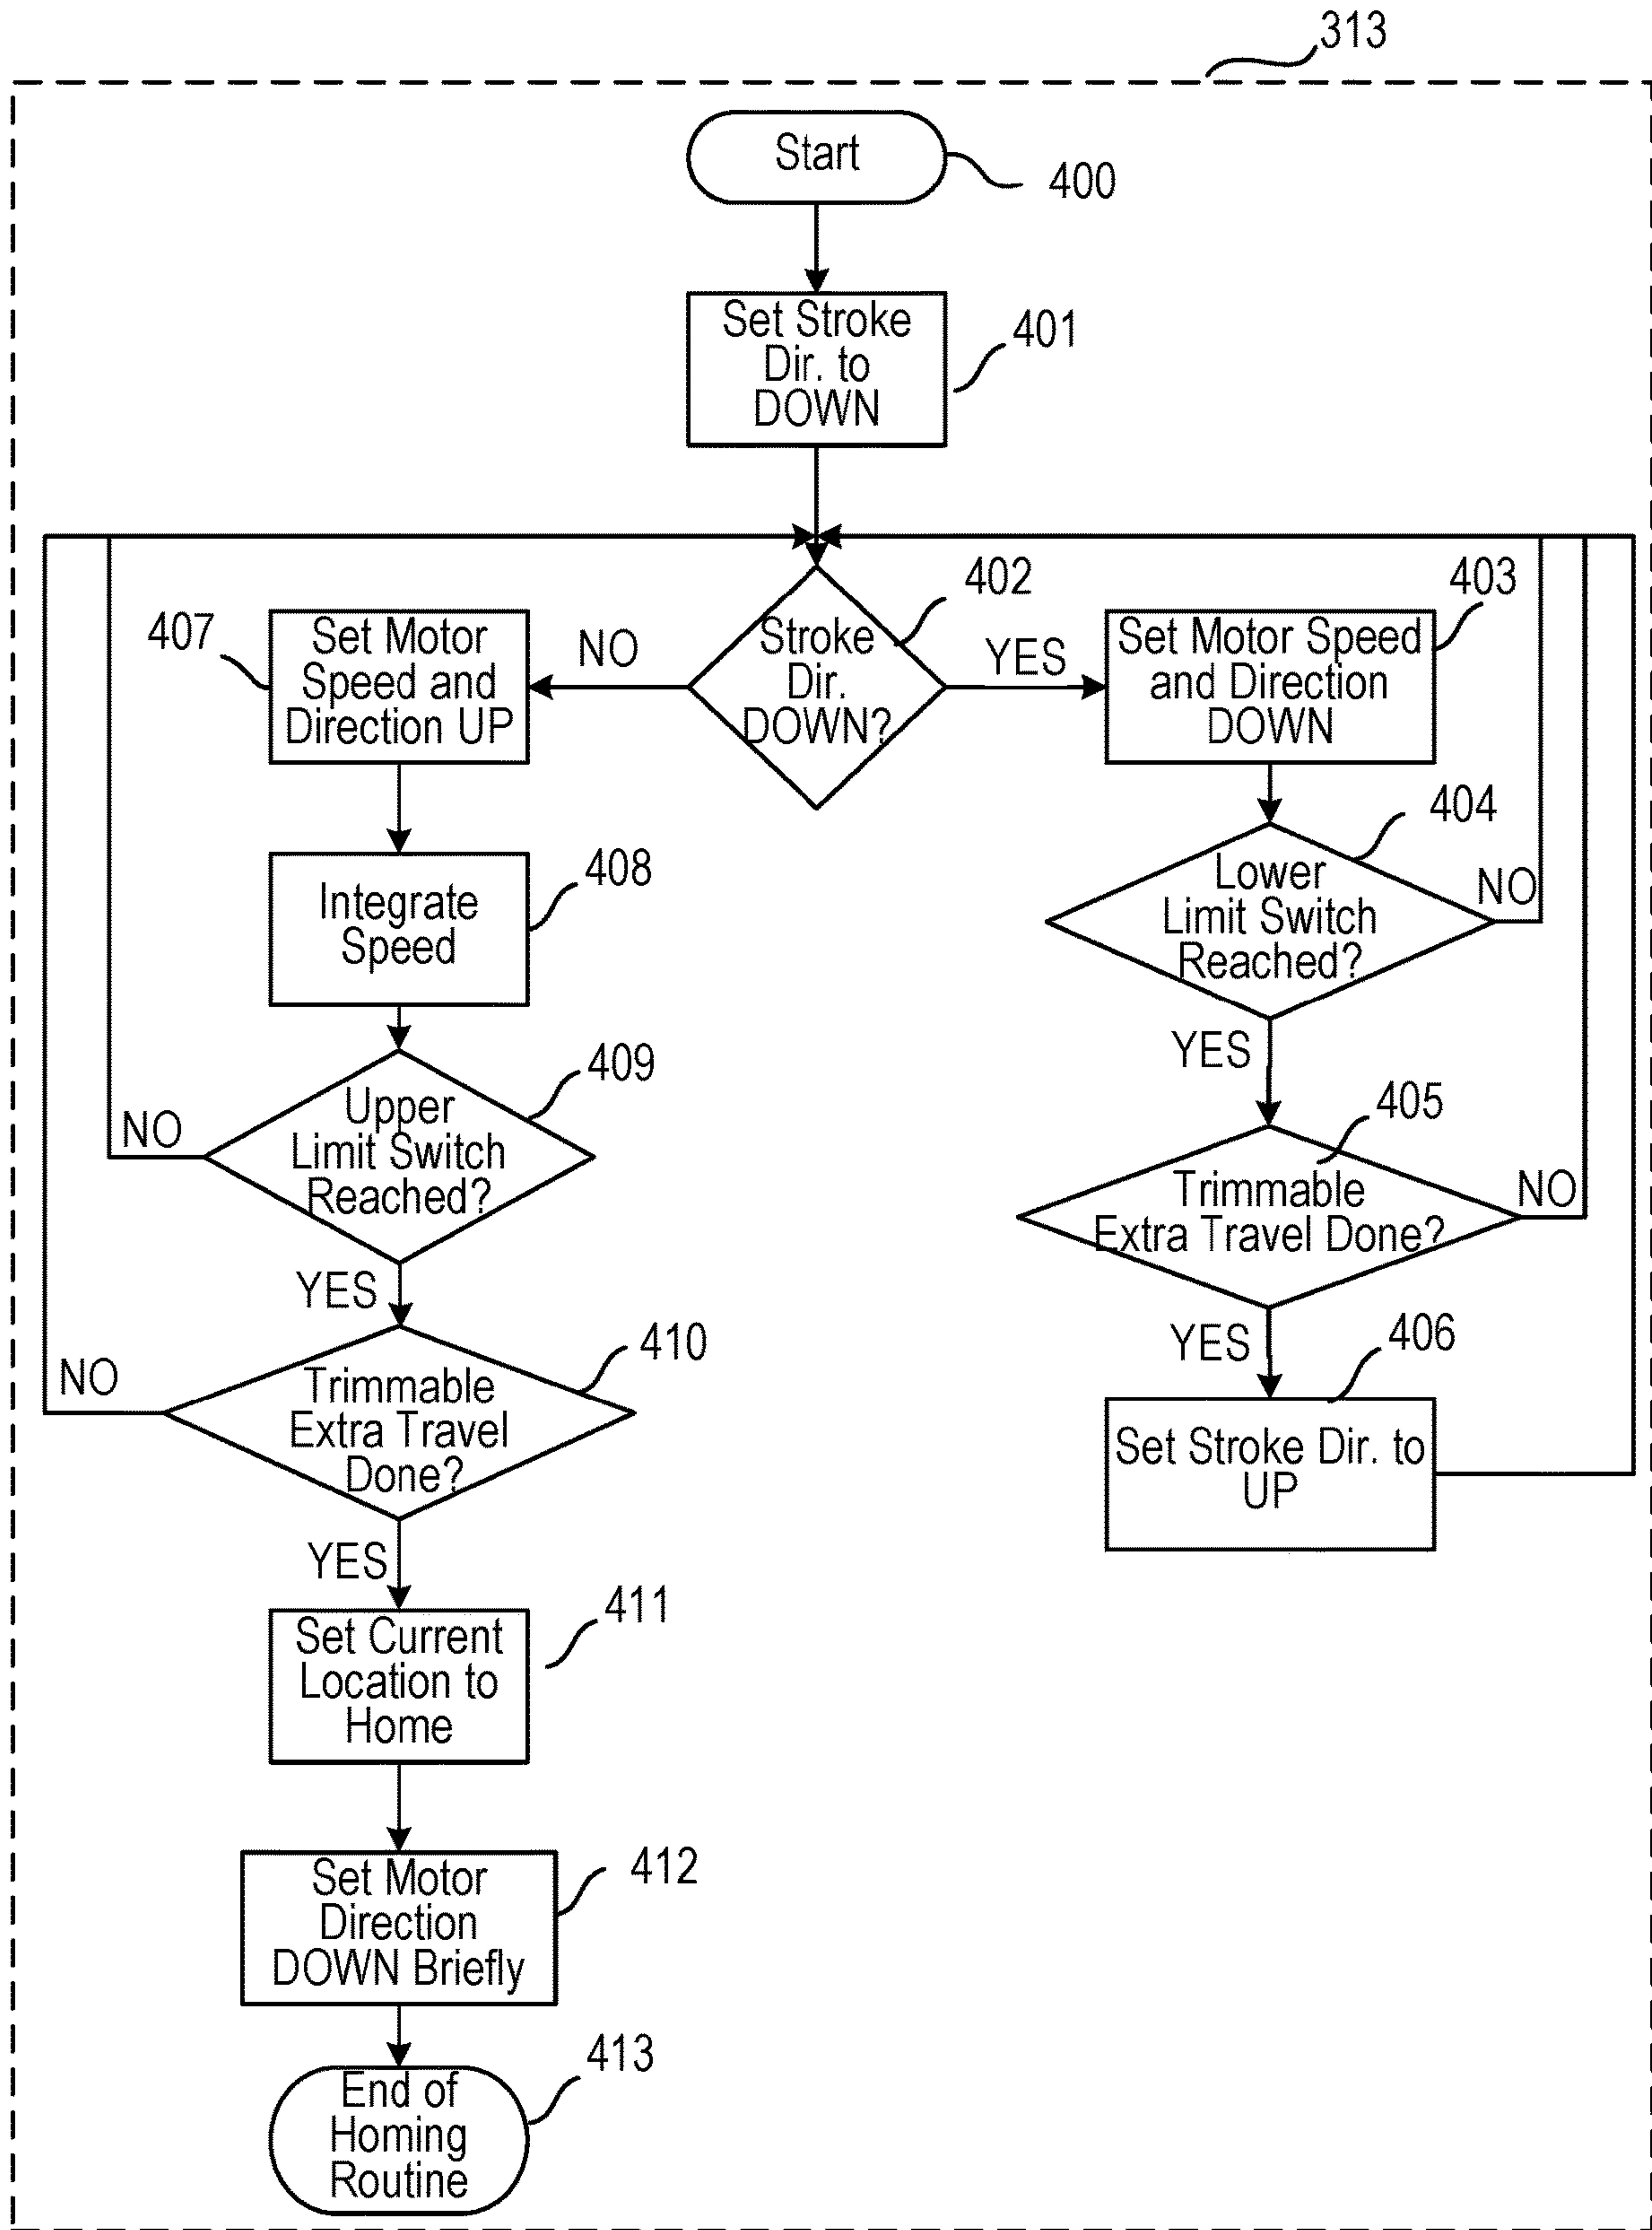 313
Start
400
Set Stroke
Dir. to
DOWN
401
402
Stroke
Dir.
DOWN?
NO
YES
407
Set Motor
Speed and
Direction UP
403
Set Motor Speed
and Direction
DOWN
408
Integrate
Speed
404
Lower
Limit Switch
Reached?
NO
YES
409
Upper
Limit Switch
Reached?
NO
YES
405
Trimmable
Extra Travel Done?
NO
YES
410
Trimmable
Extra Travel
Done?
NO
YES
406
Set Stroke Dir. to
UP
411
Set Current
Location to
Home
412
Set Motor
Direction
DOWN Briefly
413
End of
Homing
Routine